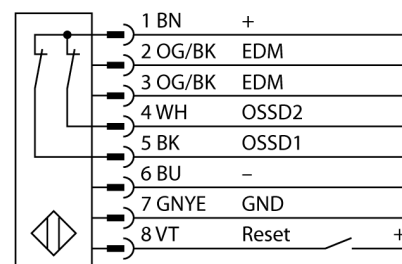 1 BN +
2 OG/BK EDM
3 OG/BK EDM
4 WH OSSD2
5 BK OSSD1
6 BU –
7 GNYE GND
8 VT Reset +